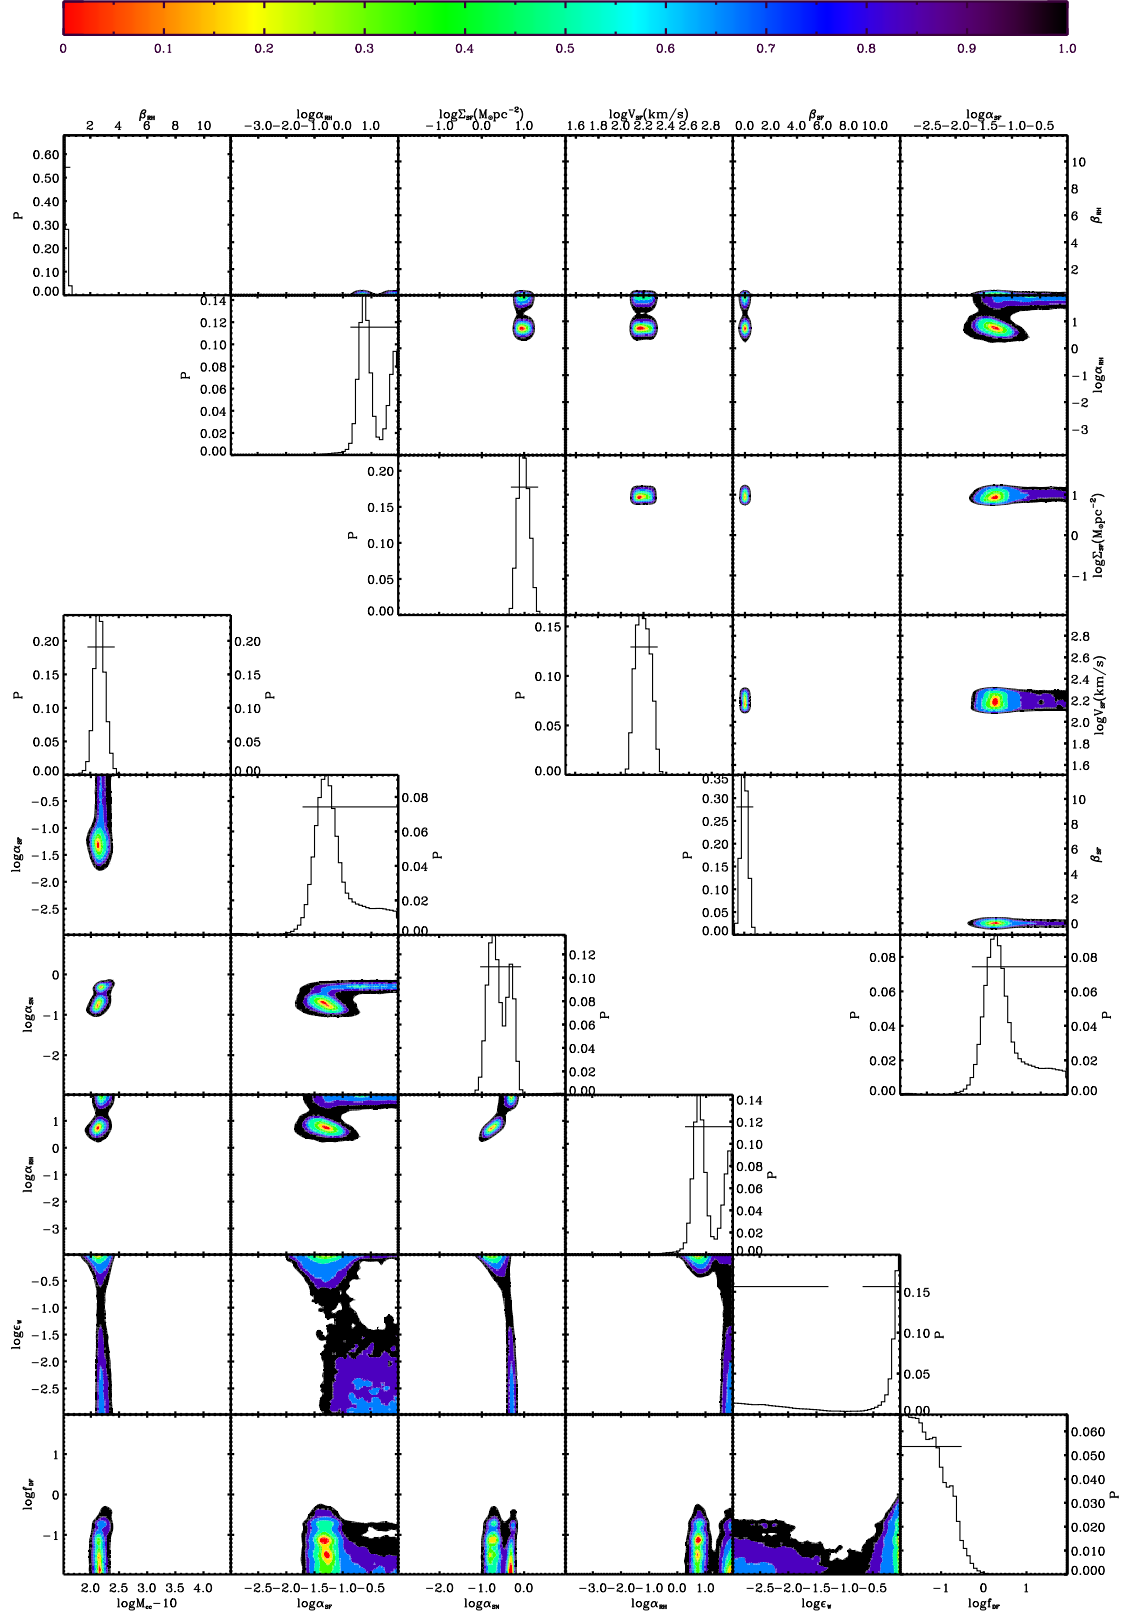 0 0.1 0.2 0.3 0.4 0.5 0.6 0.7 0.8 0.9 1.0
β_RH logα_RH logΣ_SF(M⊙pc⁻²) logV_SF(km/s) β_SF logα_SF
2 4 6 8 10 -3.0 -2.0 -1.0 0.0 1.0 -1.0 0.0 1.0 1.6 1.8 2.0 2.2 2.4 2.6 2.8 0.0 2.0 4.0 6.0 8.0 10.0 -2.5 -2.0 -1.5 -1.0 -0.5
0.60 0.50 0.30 0.20 0.10 0.00
P
10 8 6 4 2
β_RH
0.14 0.12 0.10 0.08 0.06 0.04 0.02 0.00
P
1 0 -1 -2 -3
logα_RH
0.20 0.15 0.10 0.05 0.00
P
1 0 -1
logΣ_SF(M⊙pc⁻²)
0.20 0.15 0.10 0.05 0.00
P
0.20 0.15 0.10 0.05 0.00
P
0.15 0.10 0.05 0.00
P
2.8 2.6 2.4 2.2 2.0 1.8 1.6
logV_SF(km/s)
-0.5 -1.0 -1.5 -2.0 -2.5
logα_SF
0.08 0.06 0.04 0.02 0.00
P
0.35 0.30 0.25 0.20 0.15 0.10 0.05 0.00
P
10 8 6 4 2 0
β_SF
0 -1 -2
logα_SN
0.12 0.10 0.08 0.06 0.04 0.02 0.00
P
0.08 0.06 0.04 0.02 0.00
P
0.08 0.06 0.04 0.02 0.00
P
1 0 -1 -2 -3
logα_RH
0.14 0.12 0.10 0.08 0.06 0.04 0.02 0.00
P
-0.5 -1.0 -1.5 -2.0 -2.5
logε_W
0.15 0.10 0.05 0.00
P
1 0 -1
logf_DF
0.060 0.050 0.040 0.030 0.020 0.010 0.000
P
2.0 2.5 3.0 3.5 4.0 -2.5 -2.0 -1.5 -1.0 -0.5 -2.0 -1.0 0.0 -3.0 -2.0 -1.0 0.0 1.0 -2.5 -2.0 -1.5 -1.0 -0.5 -1 0 1
logM_cc-10 logα_SF logα_SN logα_RH logε_W logf_DF